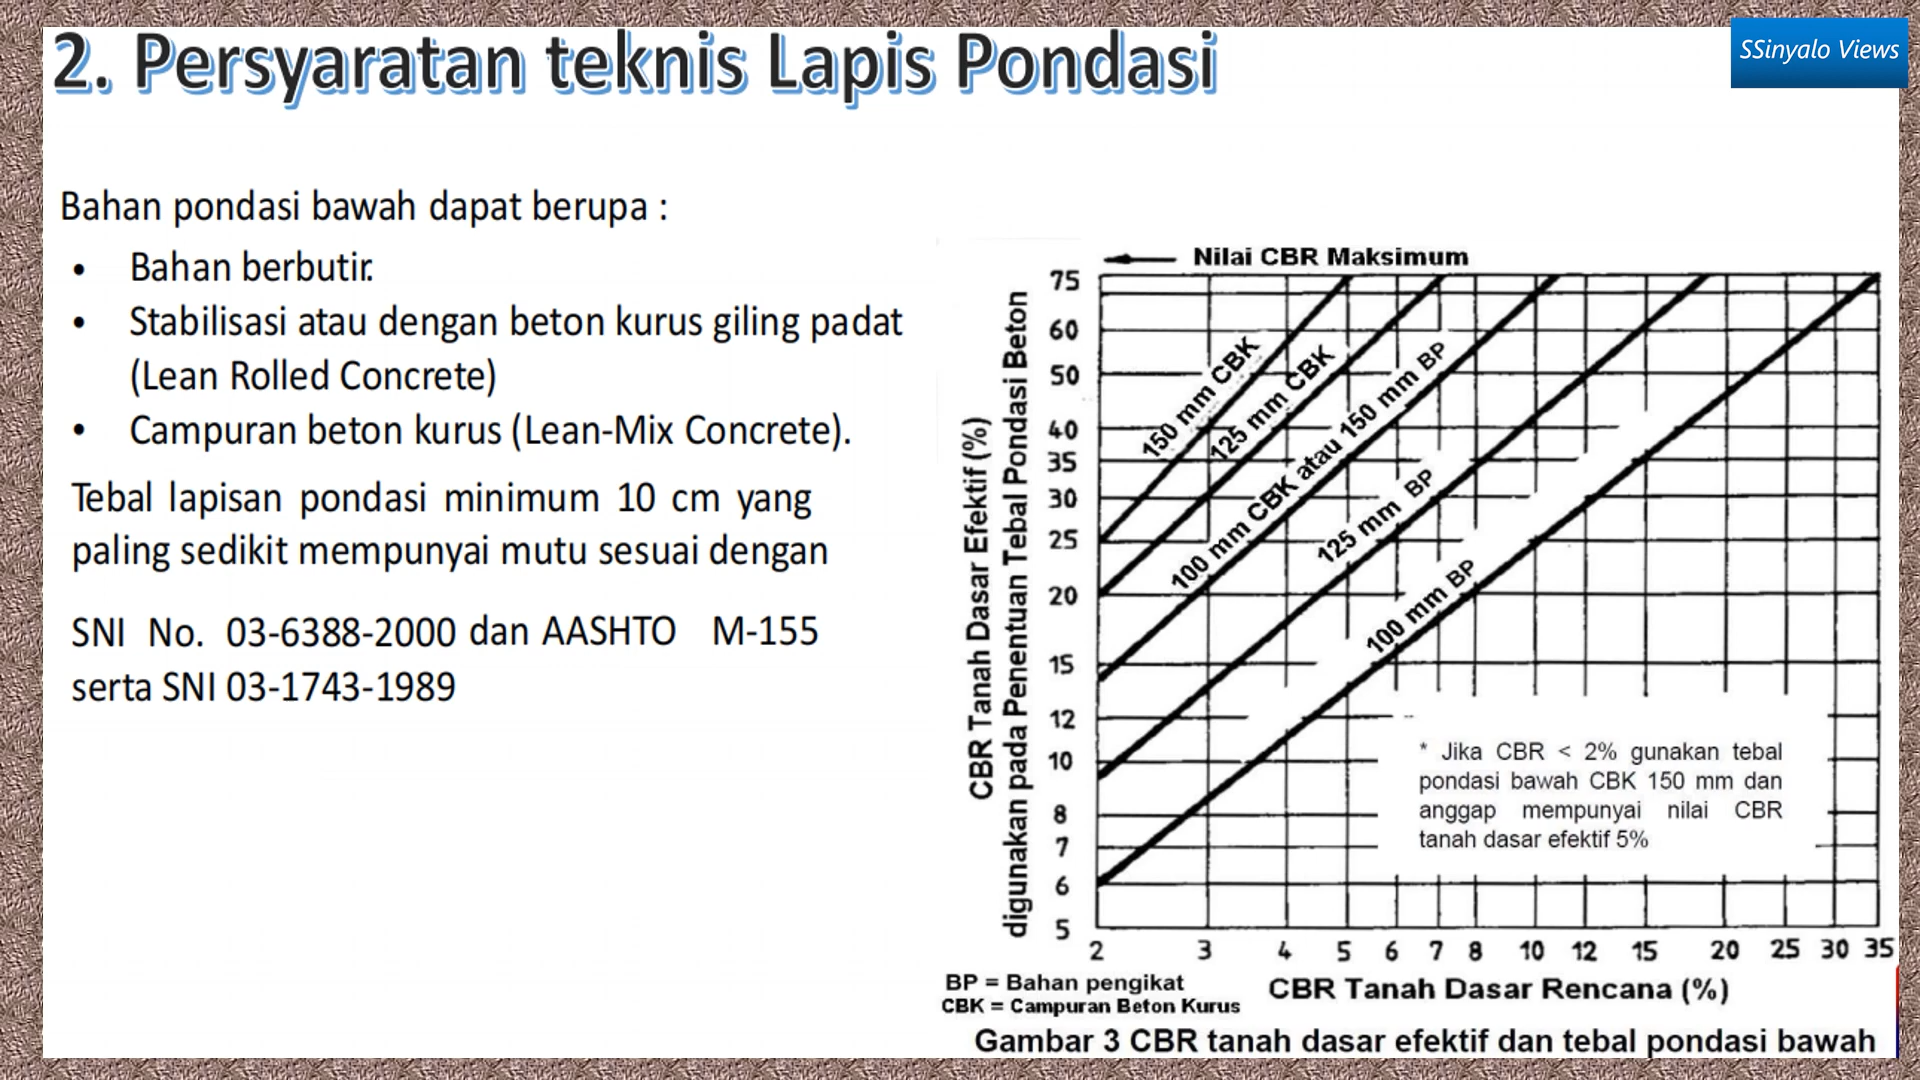 2. Persyaratan teknis Lapis Pondasi
SSinyalo Views
Bahan pondasi bawah dapat berupa :
• Bahan berbutir.
• Stabilisasi atau dengan beton kurus giling padat
(Lean Rolled Concrete)
• Campuran beton kurus (Lean-Mix Concrete).
Tebal lapisan pondasi minimum 10 cm yang
paling sedikit mempunyai mutu sesuai dengan
SNI No. 03-6388-2000 dan AASHTO M-155
serta SNI 03-1743-1989
Nilai CBR Maksimum
CBR Tanah Dasar Efektif (%)
digunakan pada Penentuan Tebal Pondasi Beton
75
60
50
40
35
30
25
20
15
12
10
8
7
6
5
150 mm CBK
125 mm CBK
100 mm CBK atau 150 mm BP
125 mm BP
100 mm BP
* Jika CBR < 2% gunakan tebal
pondasi bawah CBK 150 mm dan
anggap mempunyai nilai CBR
tanah dasar efektif 5%
2 3 4 5 6 7 8 10 12 15 20 25 30 35
BP = Bahan pengikat
CBK = Campuran Beton Kurus
CBR Tanah Dasar Rencana (%)
Gambar 3 CBR tanah dasar efektif dan tebal pondasi bawah